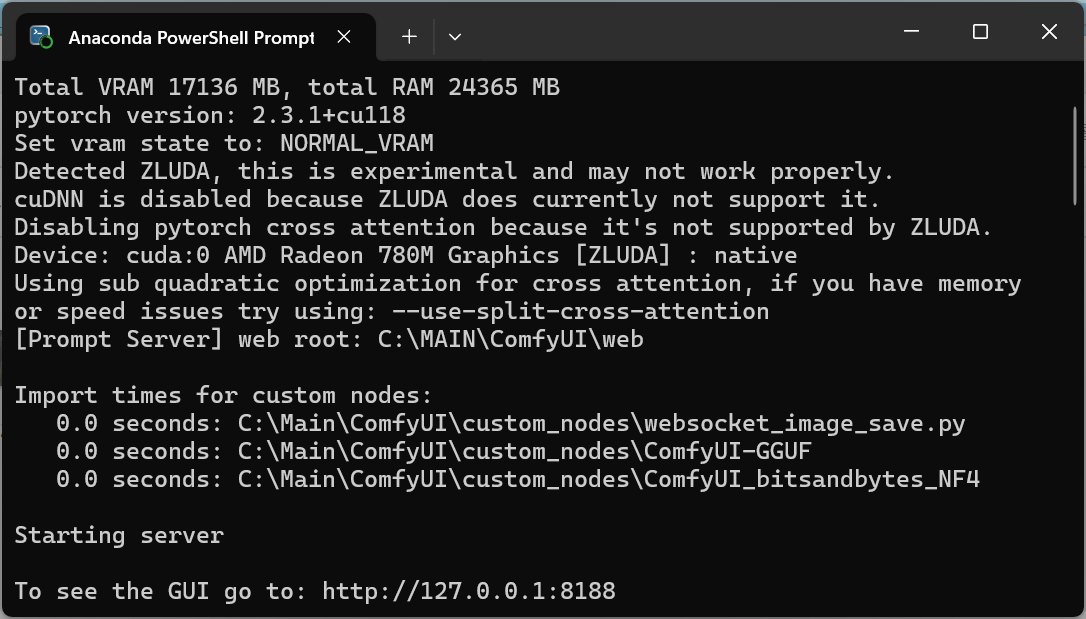 Anaconda PowerShell Prompt
Total VRAM 17136 MB, total RAM 24365 MB
pytorch version: 2.3.1+cu118
Set vram state to: NORMAL_VRAM
Detected ZLUDA, this is experimental and may not work properly.
cuDNN is disabled because ZLUDA does currently not support it.
Disabling pytorch cross attention because it's not supported by ZLUDA.
Device: cuda:0 AMD Radeon 780M Graphics [ZLUDA] : native
Using sub quadratic optimization for cross attention, if you have memory
or speed issues try using: --use-split-cross-attention
[Prompt Server] web root: C:\MAIN\ComfyUI\web
Import times for custom nodes:
0.0 seconds: C:\Main\ComfyUI\custom_nodes\websocket_image_save.py
0.0 seconds: C:\Main\ComfyUI\custom_nodes\ComfyUI-GGUF
0.0 seconds: C:\Main\ComfyUI\custom_nodes\ComfyUI_bitsandbytes_NF4
Starting server
To see the GUI go to: http://127.0.0.1:8188